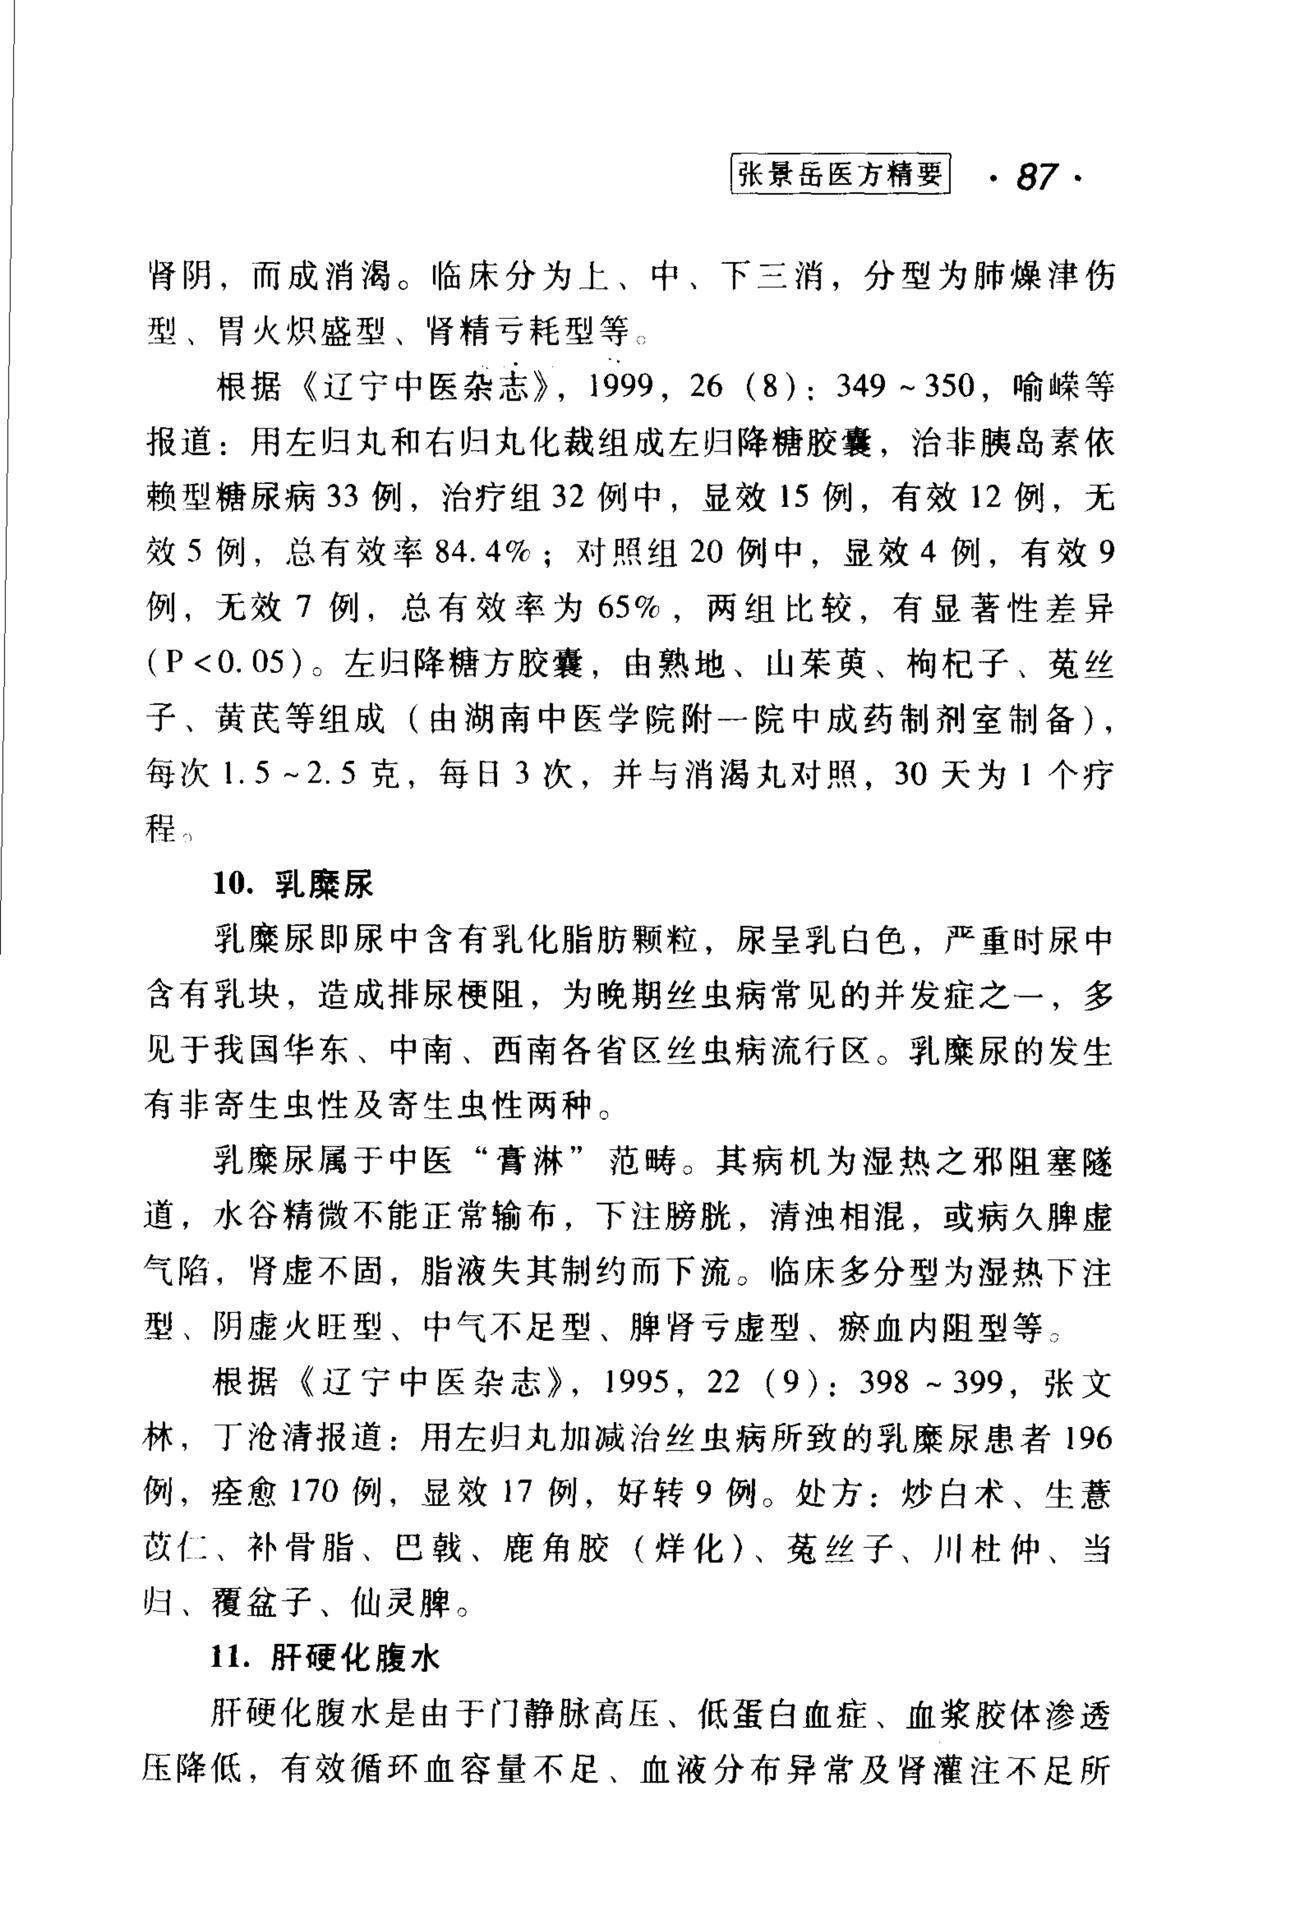 张景岳医方精要 · 87 ·
肾阴，而成消渴。临床分为上、中、下三消，分型为肺燥津伤
型、胃火炽盛型、肾精亏耗型等。
根据《辽宁中医杂志》，1999，26（8）：349～350，喻嵘等
报道：用左归丸和右归丸化裁组成左归降糖胶囊，治非胰岛素依
赖型糖尿病33例，治疗组32例中，显效15例，有效12例，无
效5例，总有效率84.4%；对照组20例中，显效4例，有效9
例，无效7例，总有效率为65%，两组比较，有显著性差异
（P<0.05）。左归降糖方胶囊，由熟地、山茱萸、枸杞子、菟丝
子、黄芪等组成（由湖南中医学院附一院中成药制剂室制备），
每次1.5～2.5克，每日3次，并与消渴丸对照，30天为1个疗
程。
10. 乳糜尿
乳糜尿即尿中含有乳化脂肪颗粒，尿呈乳白色，严重时尿中
含有乳块，造成排尿梗阻，为晚期丝虫病常见的并发症之一，多
见于我国华东、中南、西南各省区丝虫病流行区。乳糜尿的发生
有非寄生虫性及寄生虫性两种。
乳糜尿属于中医“膏淋”范畴。其病机为湿热之邪阻塞隧
道，水谷精微不能正常输布，下注膀胱，清浊相混，或病久脾虚
气陷，肾虚不固，脂液失其制约而下流。临床多分型为湿热下注
型、阴虚火旺型、中气不足型、脾肾亏虚型、瘀血内阻型等。
根据《辽宁中医杂志》，1995，22（9）：398～399，张文
林，丁沧清报道：用左归丸加减治丝虫病所致的乳糜尿患者196
例，痊愈170例，显效17例，好转9例。处方：炒白术、生薏
苡仁、补骨脂、巴戟、鹿角胶（烊化）、菟丝子、川杜仲、当
归、覆盆子、仙灵脾。
11. 肝硬化腹水
肝硬化腹水是由于门静脉高压、低蛋白血症、血浆胶体渗透
压降低，有效循环血容量不足、血液分布异常及肾灌注不足所